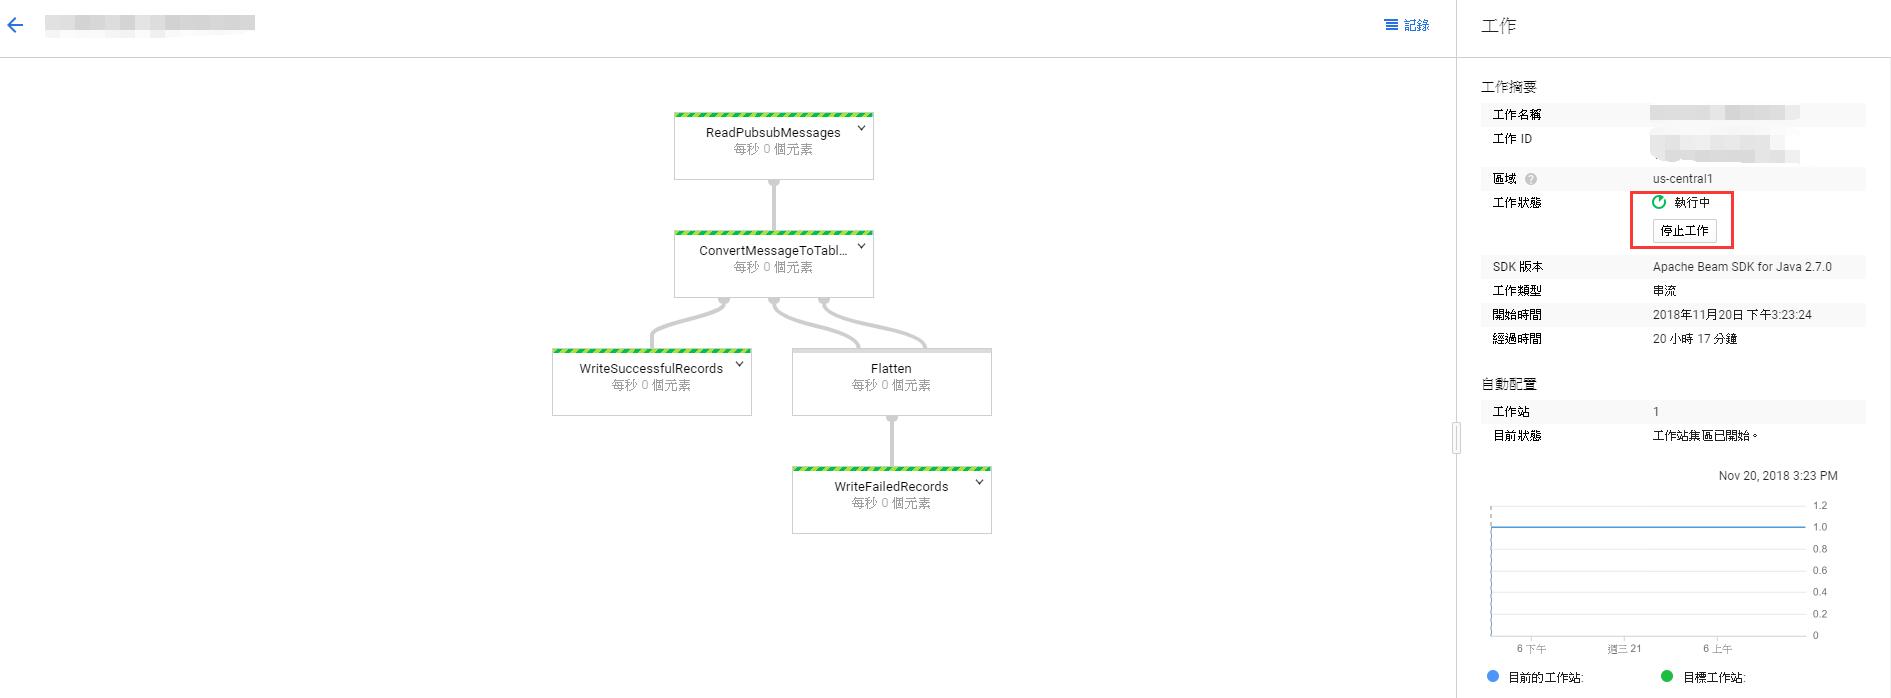 記錄
ReadPubsubMessages
每秒 0 個元素
ConvertMessageToTabl...
每秒 0 個元素
WriteSuccessfulRecords
每秒 0 個元素
Flatten
每秒 0 個元素
WriteFailedRecords
每秒 0 個元素
工作
工作摘要
工作名稱
工作 ID
區域 us-central1
工作狀態 執行中
停止工作
SDK 版本 Apache Beam SDK for Java 2.7.0
工作類型 串流
開始時間 2018年11月20日 下午3:23:24
經過時間 20 小時 17 分鐘
自動配置
工作站 1
目前狀態 工作站集區已開始。
Nov 20, 2018 3:23 PM
1.2
1.0
0.8
0.6
0.4
0.2
0
6 下午 週三 21 6 上午
目前的工作站: 目標工作站: